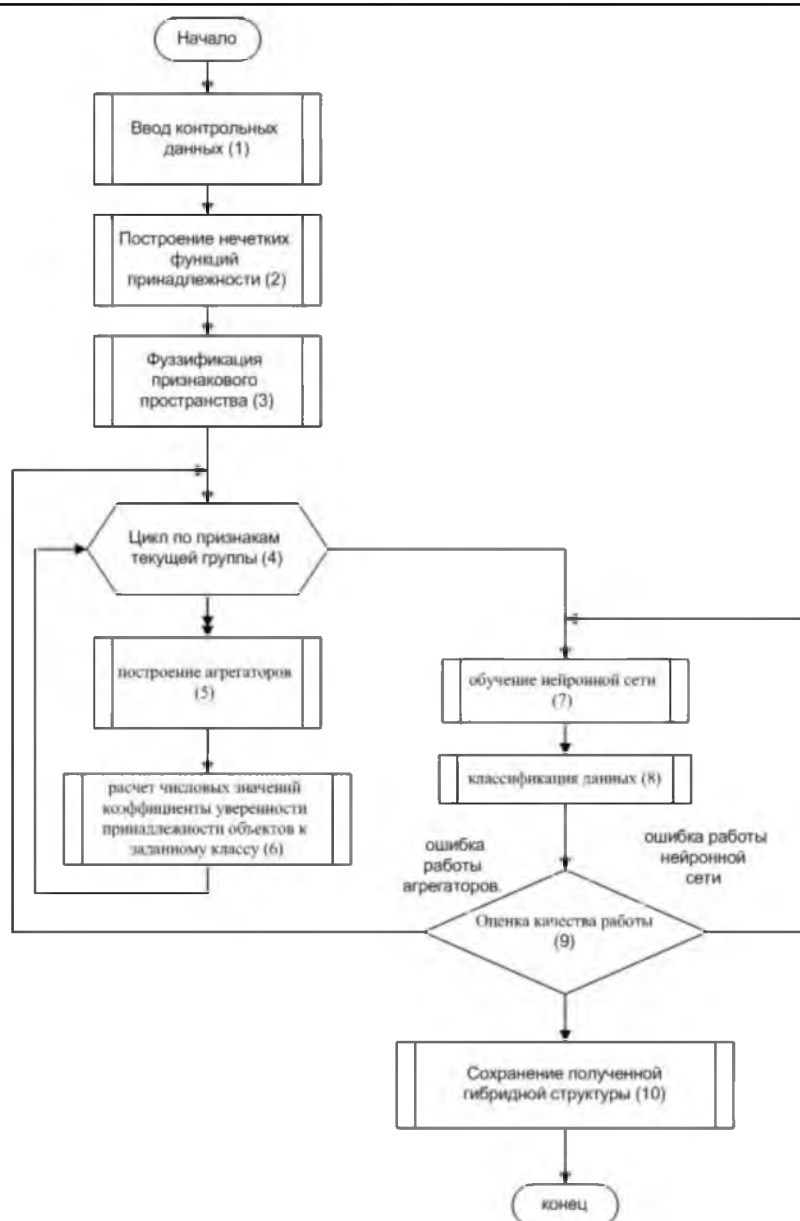 Начало
Ввод контрольных
данных (1)
Построение нечетких
функций
принадлежности (2)
Фуззификация
признакового
пространства (3)
Цикл по признакам
текущей группы (4)
построение агрегаторов
(5)
расчет числовых значений
коэффициенты уверенности
принадлежности объектов к
заданному классу (6)
обучение нейронной сети
(7)
классификация данных (8)
ошибка
работы
агрегаторов.
ошибка работы
нейронной
сети
Оценка качества работы
(9)
Сохранение полученной
гибридной структуры (10)
конец